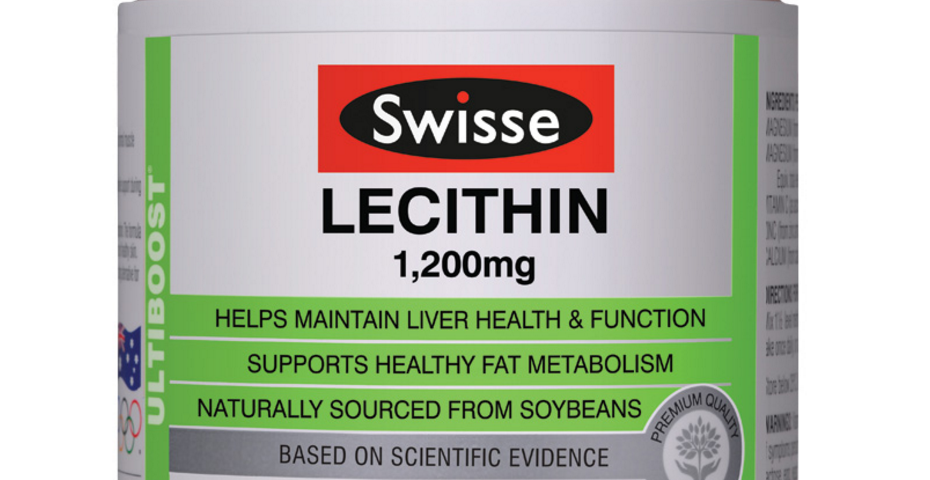 Swisse
LECITHIN
1,200mg
HELPS MAINTAIN LIVER HEALTH & FUNCTION
SUPPORTS HEALTHY FAT METABOLISM
NATURALLY SOURCED FROM SOYBEANS
BASED ON SCIENTIFIC EVIDENCE
PREMIUM QUALITY
ULTIBOOST